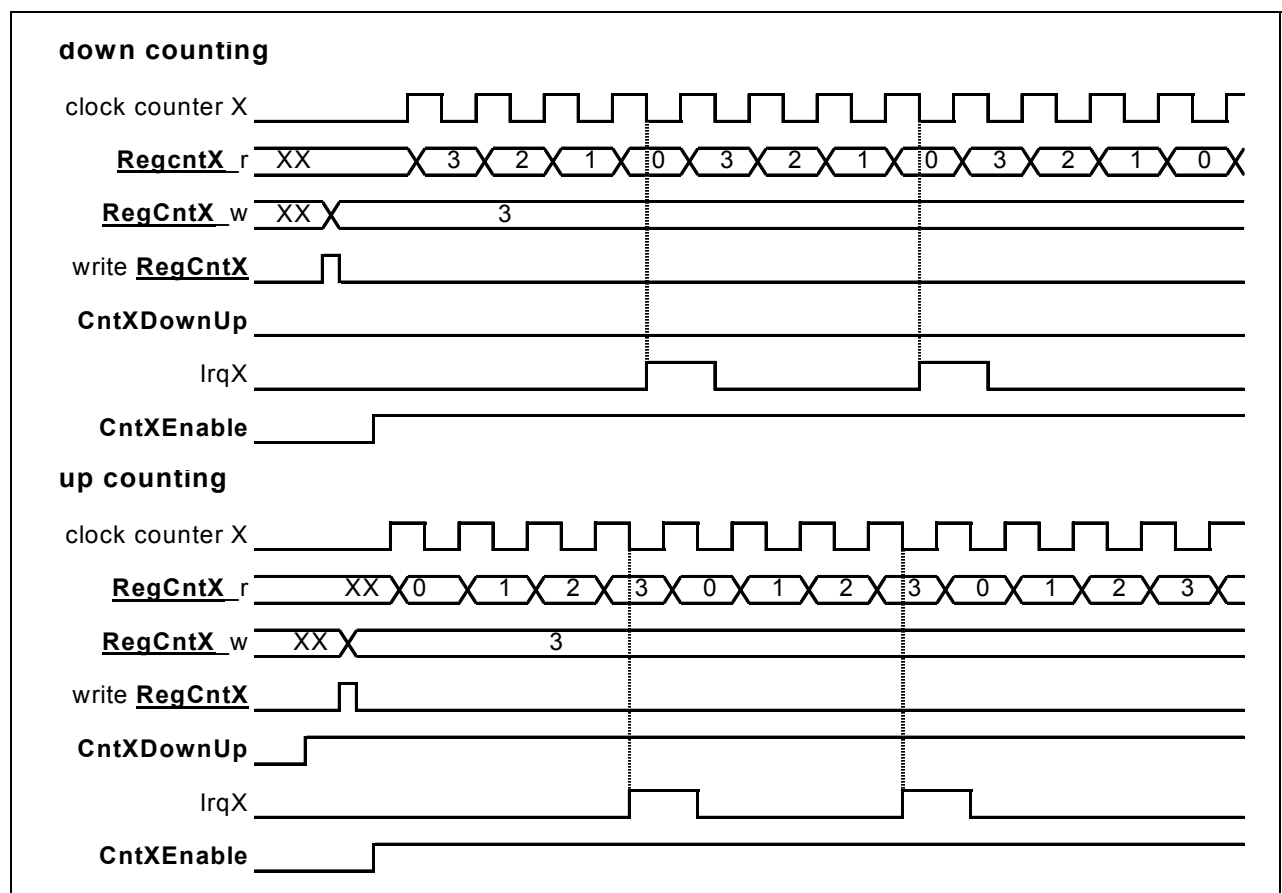 down counting
clock counter X
RegcntX_r XX 3 2 1 0 3 2 1 0 3 2 1 0
RegCntX_w XX 3
write RegCntX
CntXDownUp
IrqX
CntXEnable
up counting
clock counter X
RegCntX_r XX 0 1 2 3 0 1 2 3 0 1 2 3
RegCntX_w XX 3
write RegCntX
CntXDownUp
IrqX
CntXEnable